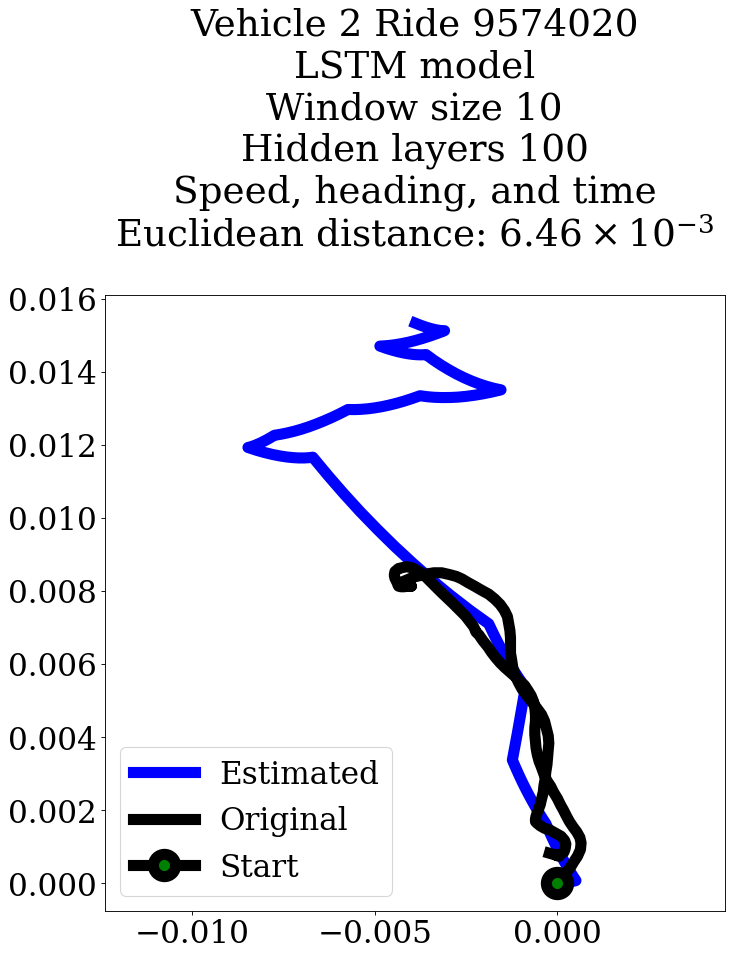 Vehicle 2 Ride 9574020
LSTM model
Window size 10
Hidden layers 100
Speed, heading, and time
Euclidean distance: 6.46 × 10⁻³
0.016
0.014
0.012
0.010
0.008
0.006
0.004
0.002
0.000
Estimated
Original
Start
−0.010 −0.005 0.000